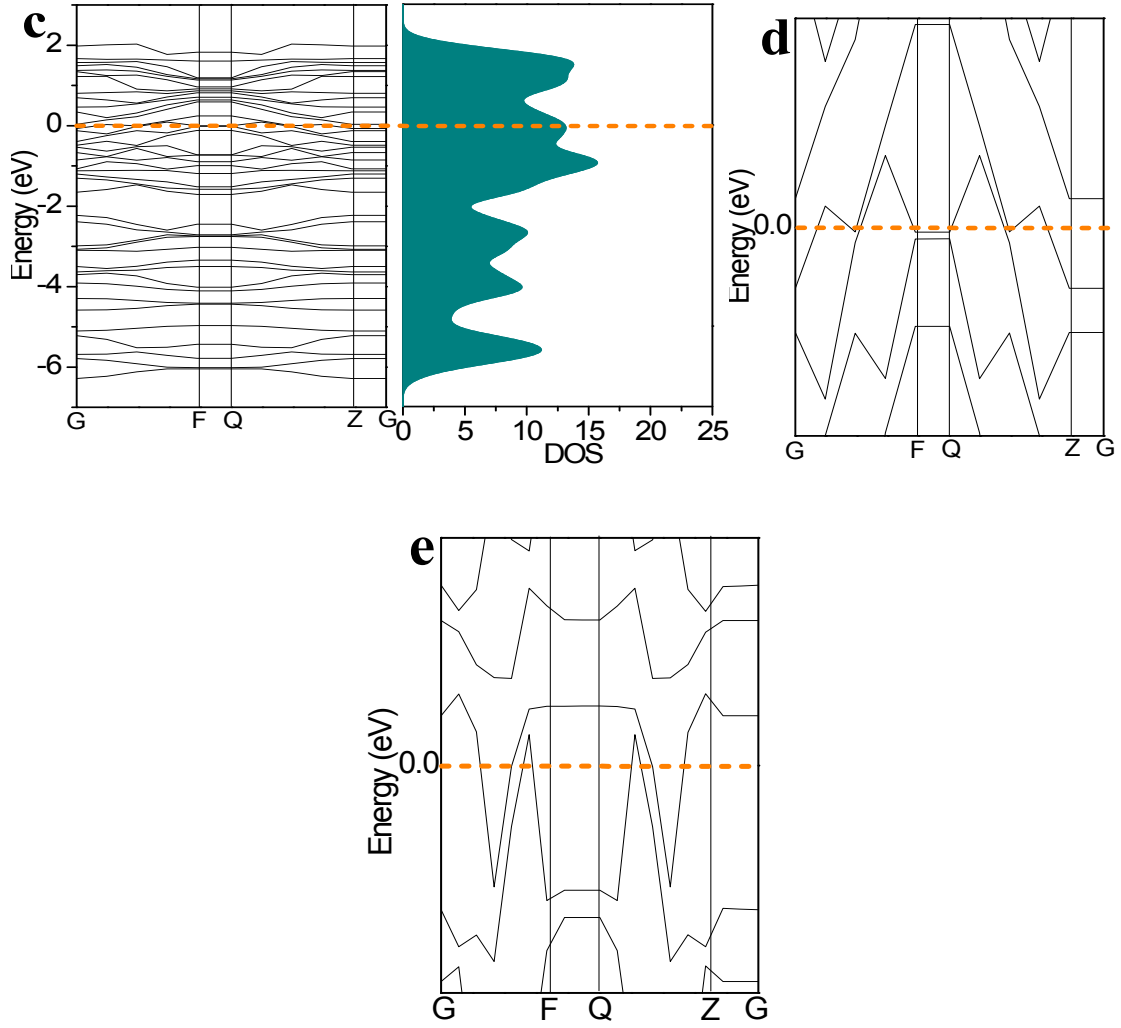 c
2
0
-2
-4
-6
Energy (eV)
G F Q Z G
0 5 10 15 20 25
DOS
d
0.0
Energy (eV)
G F Q Z G
e
0.0
Energy (eV)
G F Q Z G